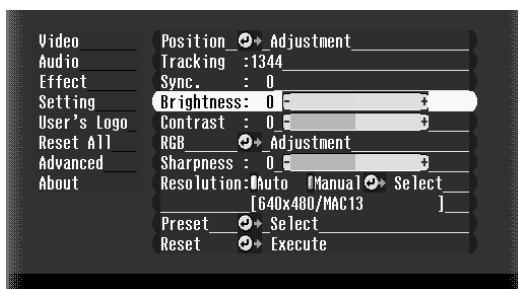 Video
Audio
Effect
Setting
User's Logo
Reset All
Advanced
About
Position Adjustment
Tracking :1344
Sync. : 0
Brightness: 0 - +
Contrast : 0 - +
RGB Adjustment
Sharpness : 0 - +
Resolution: Auto Manual Select
[640x480/MAC13 ]
Preset Select
Reset Execute